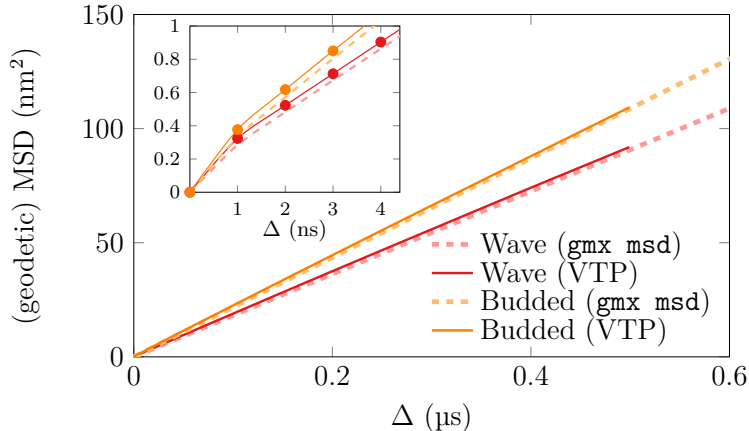 150
100
50
0
0
0.2
0.4
0.6
Δ (µs)
(geodetic) MSD (nm²)
1
0.8
0.6
0.4
0.2
0
1
2
3
4
Δ (ns)
Wave (gmx msd)
Wave (VTP)
Budded (gmx msd)
Budded (VTP)